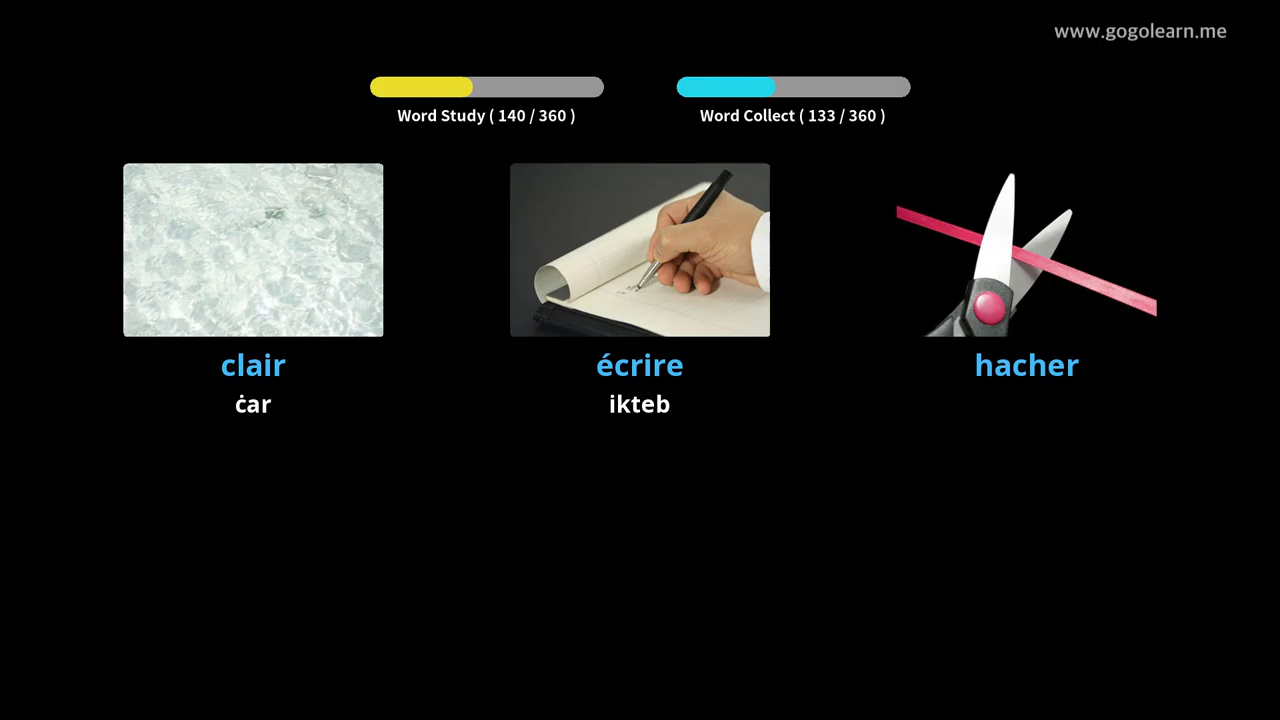 www.gogolearn.me
Word Study ( 140 / 360 )
Word Collect ( 133 / 360 )
clair
écrire
hacher
ċar
ikteb